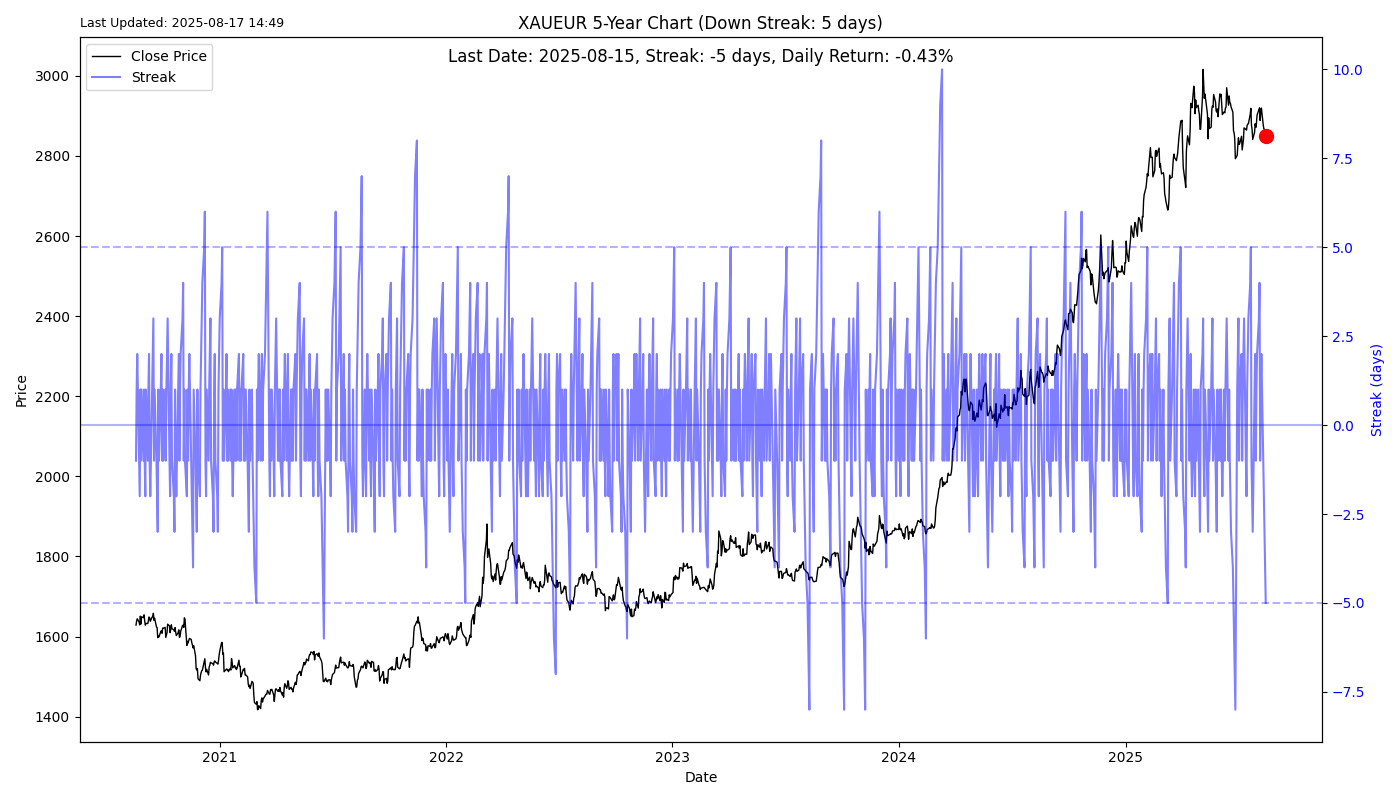 Last Updated: 2025-08-17 14:49
XAUEUR 5-Year Chart (Down Streak: 5 days)
Last Date: 2025-08-15, Streak: -5 days, Daily Return: -0.43%
Close Price
Streak
3000
2800
2600
2400
2200
2000
1800
1600
1400
Price
10.0
7.5
5.0
2.5
0.0
−2.5
−5.0
−7.5
Streak (days)
2021
2022
2023
2024
2025
Date